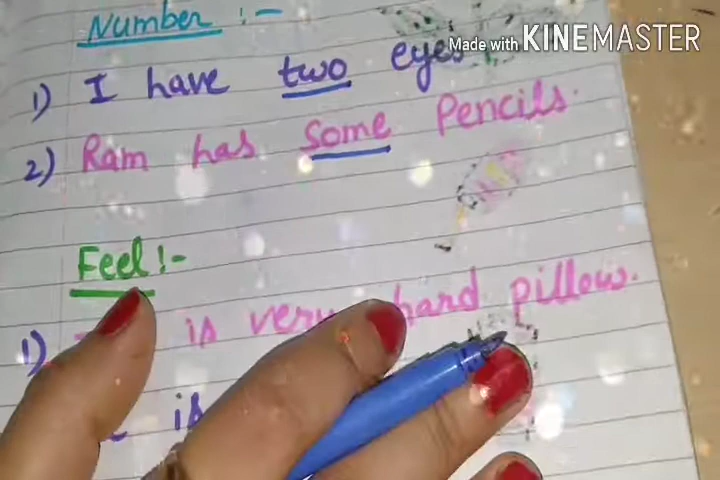 Number :-
Made with KINEMASTER
1) I have two eyes
2) Ram has some Pencils.
Feel :-
1) is very hard pillow.
is